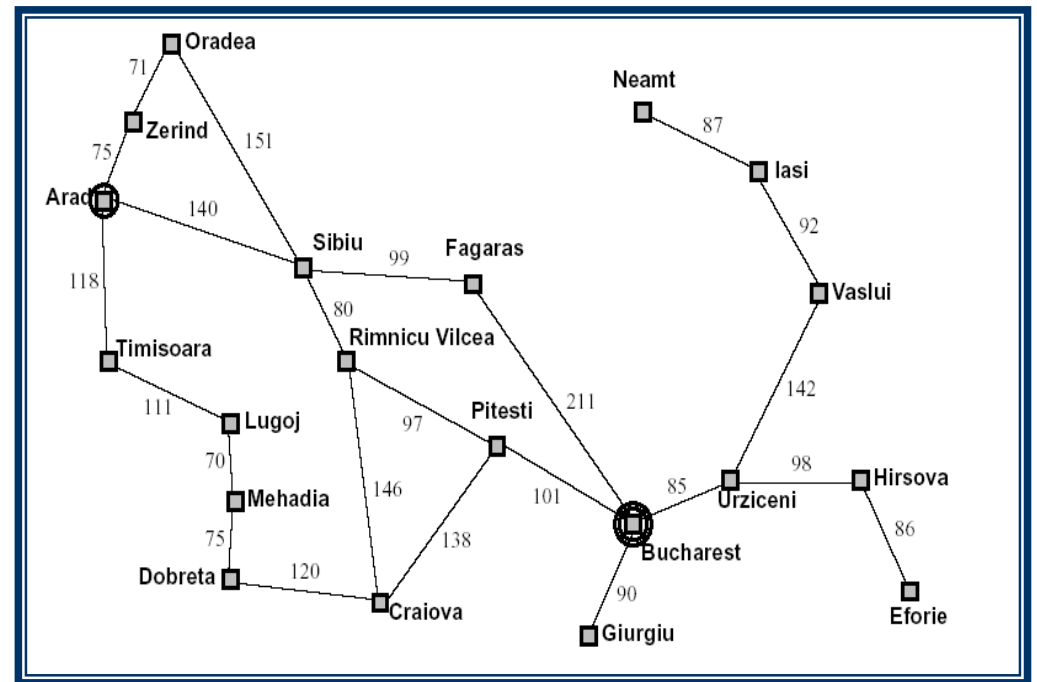 Oradea
71
Neamt
87
Zerind
151
Iasi
75
Arad
140
92
Sibiu
Fagaras
99
118
Vaslui
80
Rimnicu Vilcea
Timisoara
142
211
111
Pitesti
Lugoj
97
70
98
Hirsova
85
146
101
Urziceni
Mehadia
86
75
138
Bucharest
Dobreta
120
90
Craiova
Eforie
Giurgiu